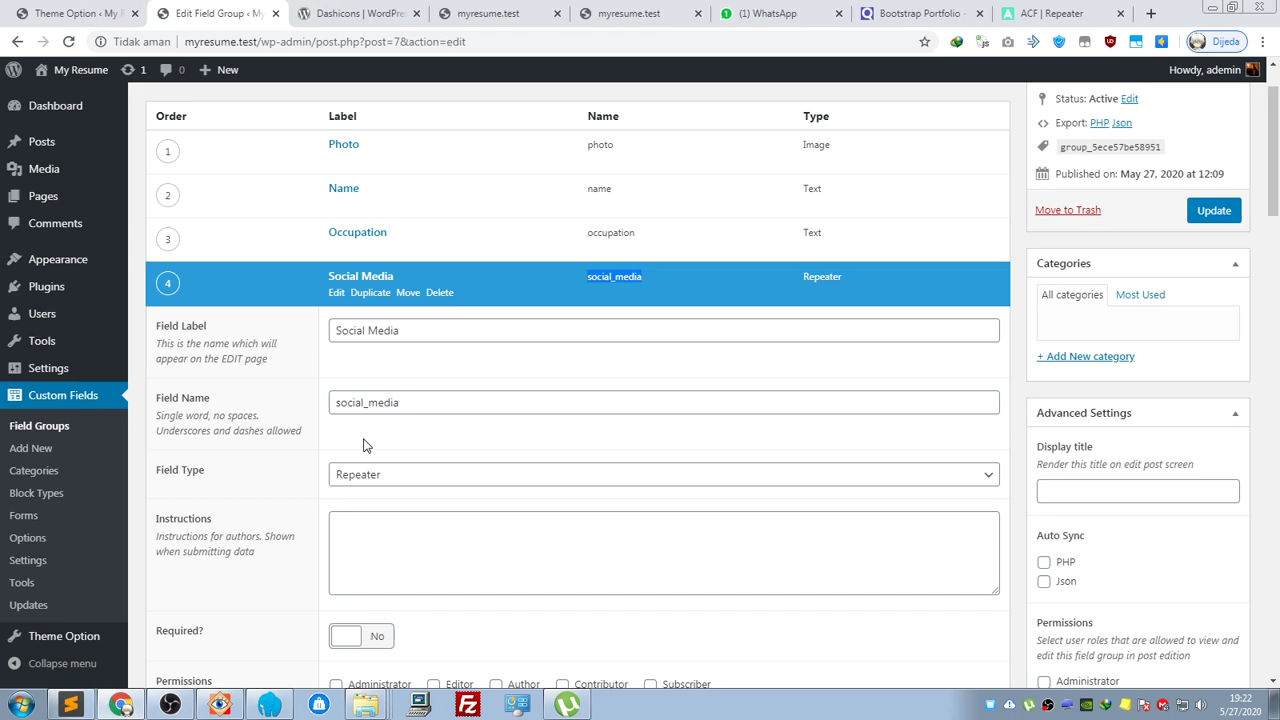 Theme Option ‹ My R
Edit Field Group ‹ My
Dashicons | WordPre
myresume.test
myresume.test
(1) WhatsApp
Bootstrap Portfolio
ACF | Repeater
Tidak aman | myresume.test/wp-admin/post.php?post=7&action=edit
Dijeda
My Resume
1
0
New
Howdy, ademin
Dashboard
Posts
Media
Pages
Comments
Appearance
Plugins
Users
Tools
Settings
Custom Fields
Field Groups
Add New
Categories
Block Types
Forms
Options
Settings
Tools
Updates
Theme Option
Collapse menu
Order Label Name Type
1 Photo photo Image
2 Name name Text
3 Occupation occupation Text
4 Social Media social_media Repeater
Edit Duplicate Move Delete
Field Label
This is the name which will
appear on the EDIT page
Social Media
Field Name
Single word, no spaces.
Underscores and dashes allowed
social_media
Field Type
Repeater
Instructions
Instructions for authors. Shown
when submitting data
Required?
No
Permissions
Administrator Editor Author Contributor Subscriber
Status: Active Edit
Export: PHP Json
group_5ece57be58951
Published on: May 27, 2020 at 12:09
Move to Trash
Update
Categories
All categories
Most Used
+ Add New category
Advanced Settings
Display title
Render this title on edit post screen
Auto Sync
PHP
Json
Permissions
Select user roles that are allowed to view and
edit this field group in post edition
Administrator
19:22
5/27/2020